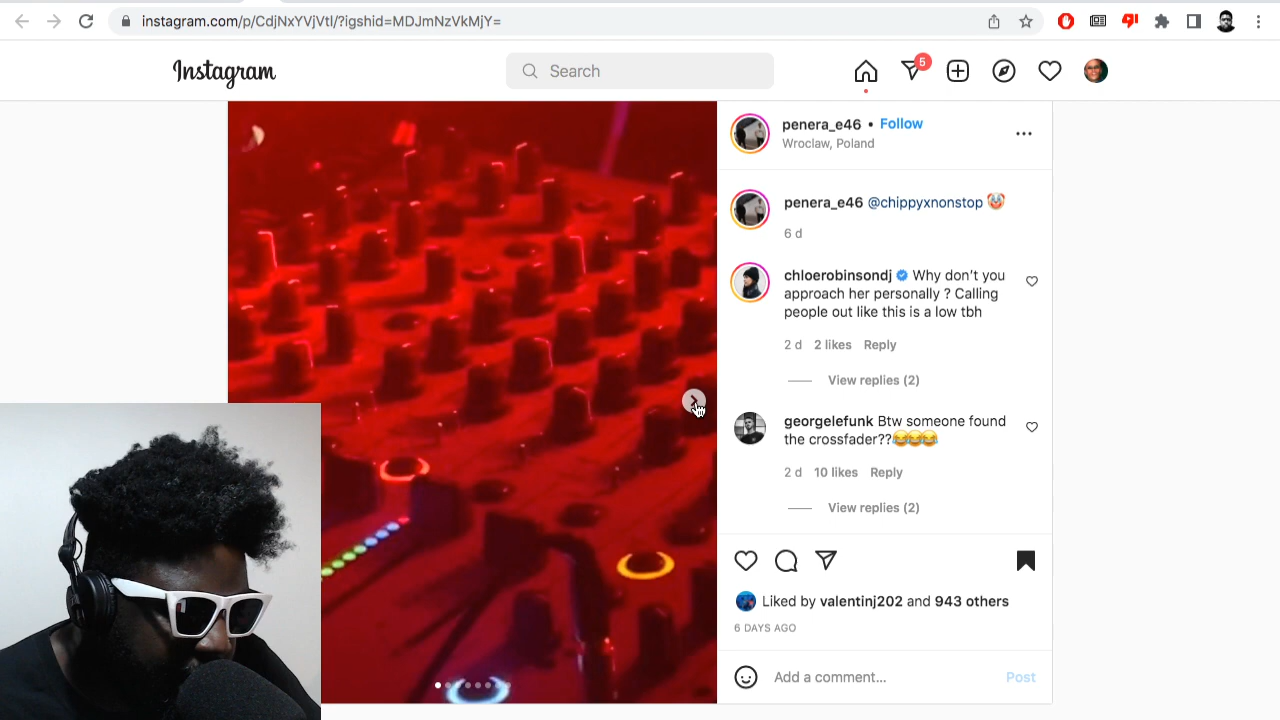 instagram.com/p/CdjNxYVjVtI/?igshid=MDJmNzVkMjY=
Instagram
Search
5
penera_e46 • Follow
Wroclaw, Poland
penera_e46 @chippyxnonstop 🤡
6 d
chloerobinsondj Why don't you
approach her personally ? Calling
people out like this is a low tbh
2 d 2 likes Reply
View replies (2)
georgelefunk Btw someone found
the crossfader??😂😂😂
2 d 10 likes Reply
View replies (2)
Liked by valentinj202 and 943 others
6 DAYS AGO
Add a comment... Post